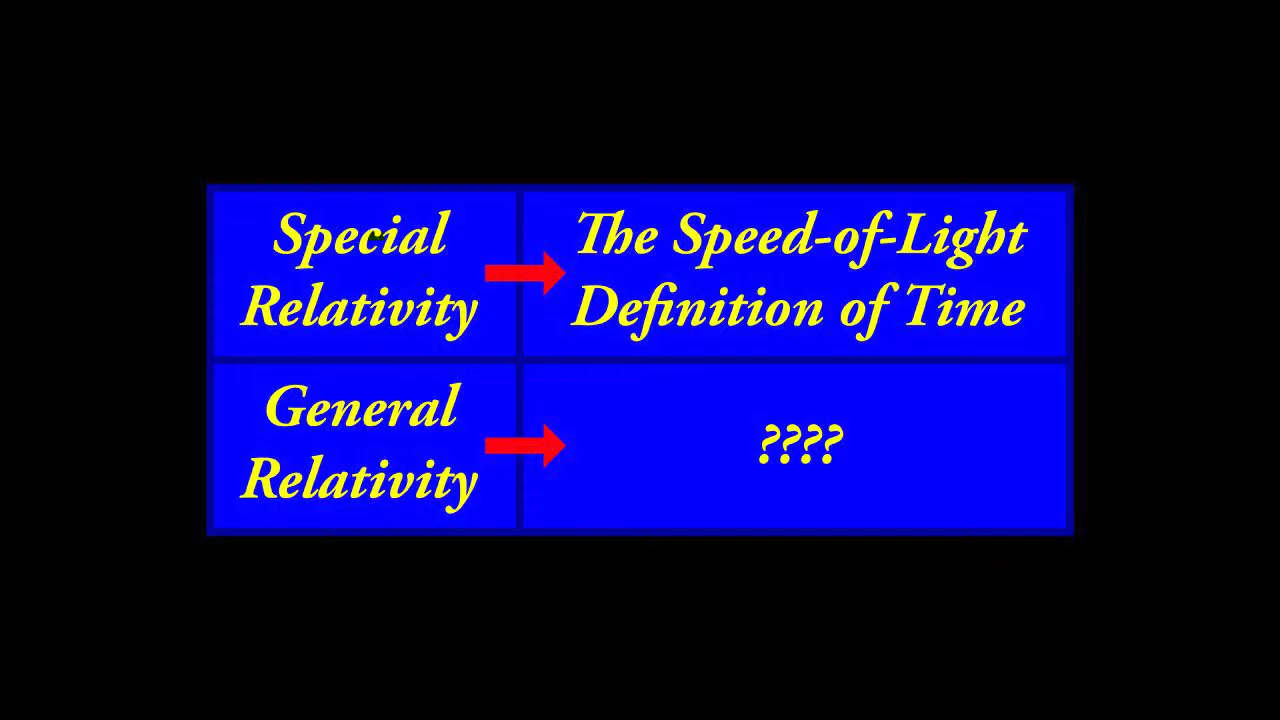 Special
Relativity
The Speed-of-Light
Definition of Time
General
Relativity
????